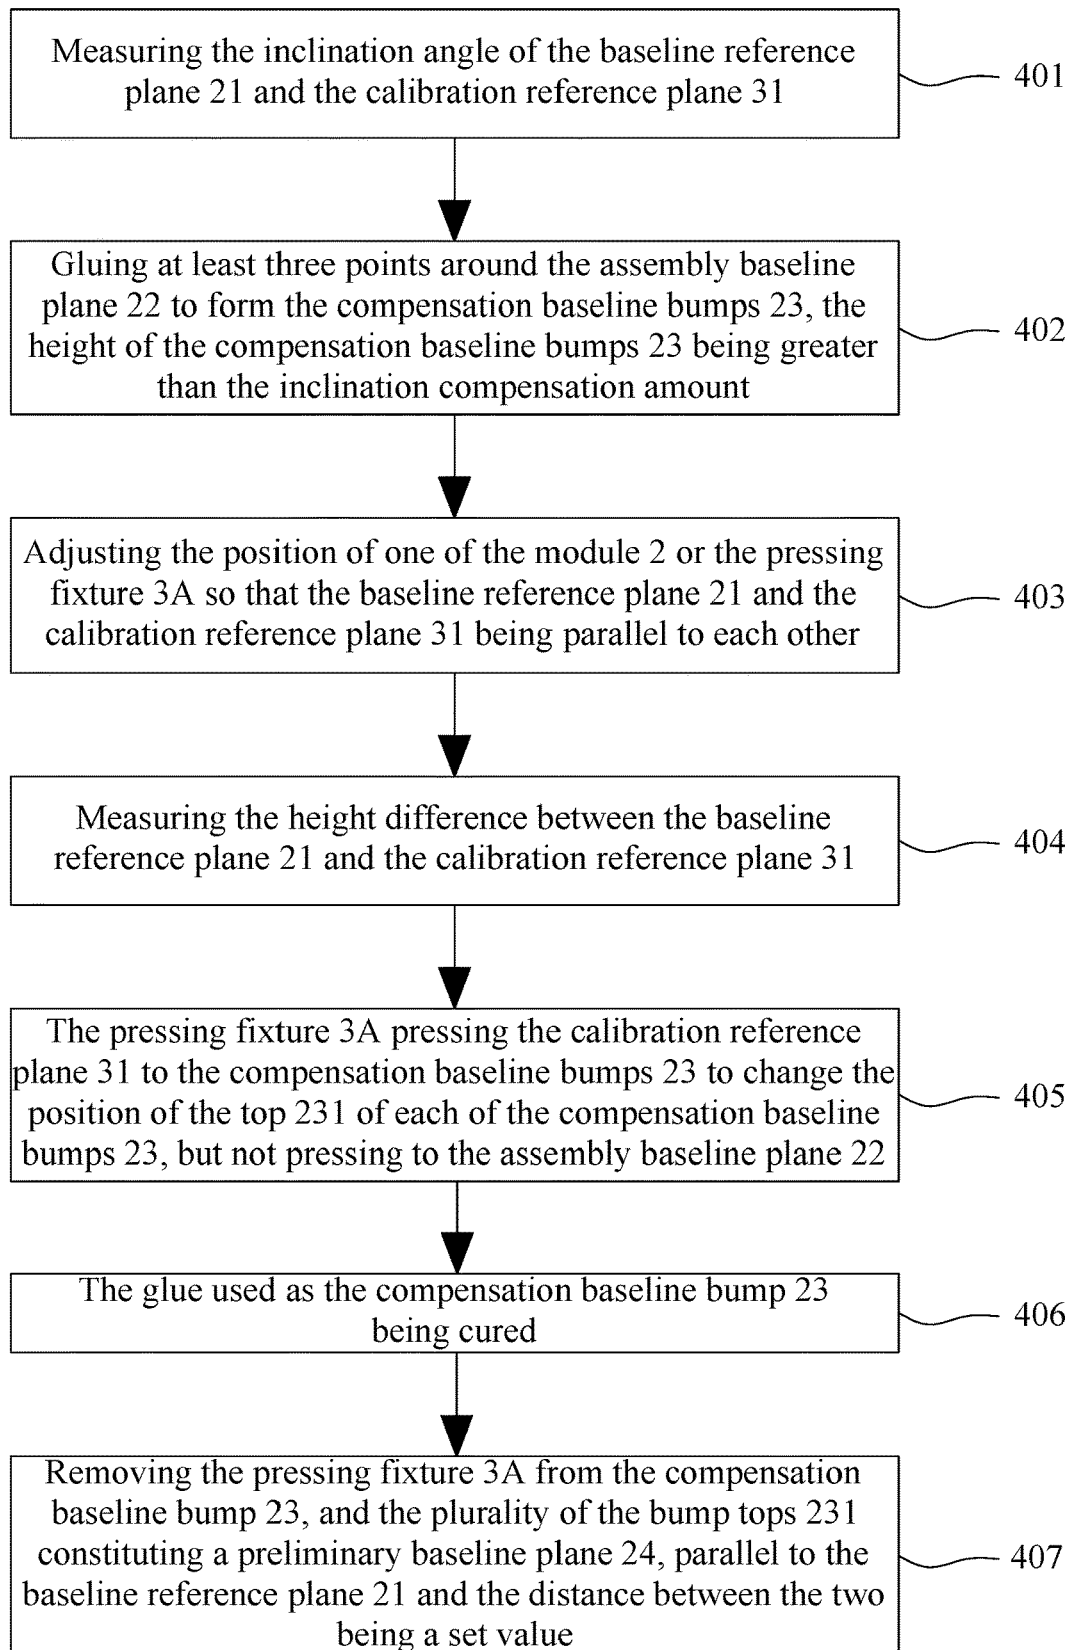 Measuring the inclination angle of the baseline reference
plane 21 and the calibration reference plane 31
401
Gluing at least three points around the assembly baseline
plane 22 to form the compensation baseline bumps 23, the
height of the compensation baseline bumps 23 being greater
than the inclination compensation amount
402
Adjusting the position of one of the module 2 or the pressing
fixture 3A so that the baseline reference plane 21 and the
calibration reference plane 31 being parallel to each other
403
Measuring the height difference between the baseline
reference plane 21 and the calibration reference plane 31
404
The pressing fixture 3A pressing the calibration reference
plane 31 to the compensation baseline bumps 23 to change the
position of the top 231 of each of the compensation baseline
bumps 23, but not pressing to the assembly baseline plane 22
405
The glue used as the compensation baseline bump 23
being cured
406
Removing the pressing fixture 3A from the compensation
baseline bump 23, and the plurality of the bump tops 231
constituting a preliminary baseline plane 24, parallel to the
baseline reference plane 21 and the distance between the two
being a set value
407